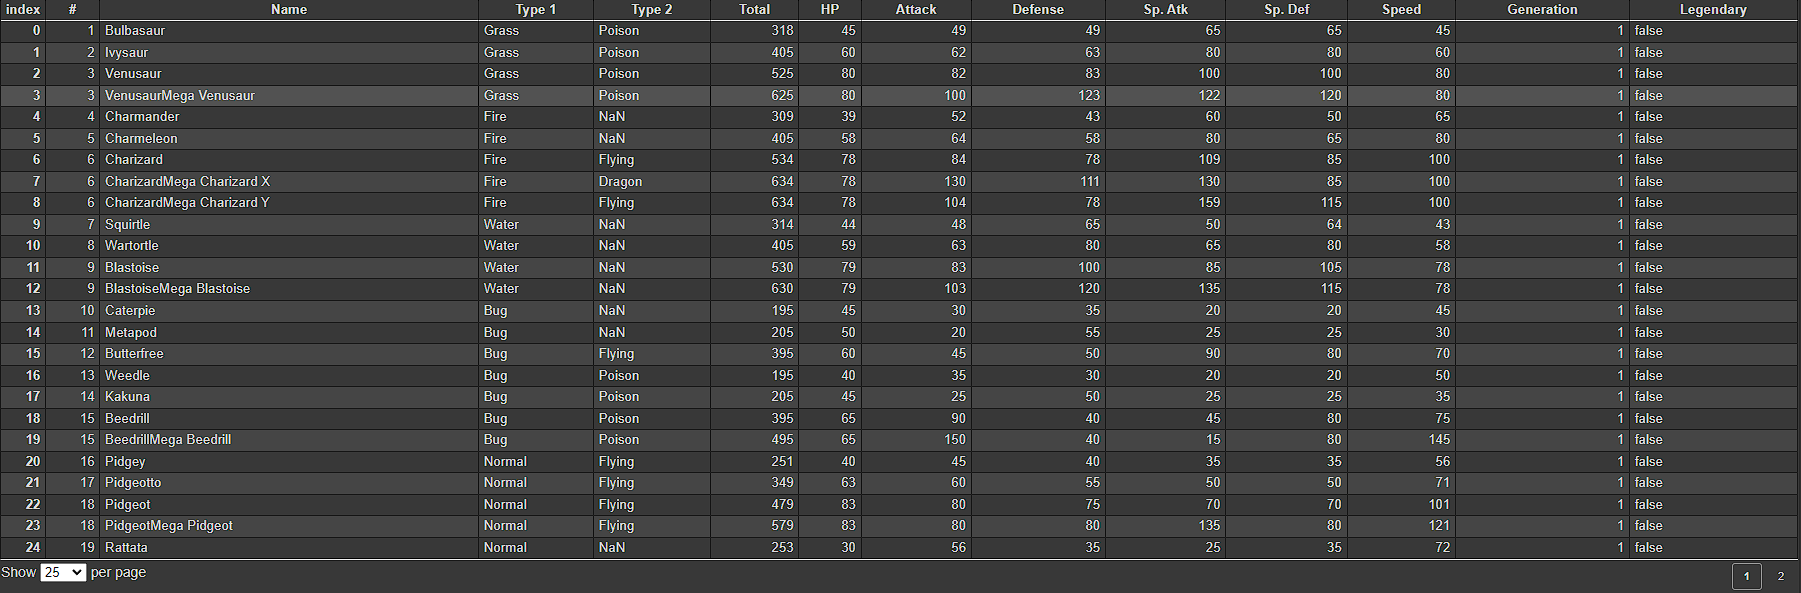 index # Name Type 1 Type 2 Total HP Attack Defense Sp. Atk Sp. Def Speed Generation Legendary
0 1 Bulbasaur Grass Poison 318 45 49 49 65 65 45 1 false
1 2 Ivysaur Grass Poison 405 60 62 63 80 80 60 1 false
2 3 Venusaur Grass Poison 525 80 82 83 100 100 80 1 false
3 3 VenusaurMega Venusaur Grass Poison 625 80 100 123 122 120 80 1 false
4 4 Charmander Fire NaN 309 39 52 43 60 50 65 1 false
5 5 Charmeleon Fire NaN 405 58 64 58 80 65 80 1 false
6 6 Charizard Fire Flying 534 78 84 78 109 85 100 1 false
7 6 CharizardMega Charizard X Fire Dragon 634 78 130 111 130 85 100 1 false
8 6 CharizardMega Charizard Y Fire Flying 634 78 104 78 159 115 100 1 false
9 7 Squirtle Water NaN 314 44 48 65 50 64 43 1 false
10 8 Wartortle Water NaN 405 59 63 80 65 80 58 1 false
11 9 Blastoise Water NaN 530 79 83 100 85 105 78 1 false
12 9 BlastoiseMega Blastoise Water NaN 630 79 103 120 135 115 78 1 false
13 10 Caterpie Bug NaN 195 45 30 35 20 20 45 1 false
14 11 Metapod Bug NaN 205 50 20 55 25 25 30 1 false
15 12 Butterfree Bug Flying 395 60 45 50 90 80 70 1 false
16 13 Weedle Bug Poison 195 40 35 30 20 20 50 1 false
17 14 Kakuna Bug Poison 205 45 25 50 25 25 35 1 false
18 15 Beedrill Bug Poison 395 65 90 40 45 80 75 1 false
19 15 BeedrillMega Beedrill Bug Poison 495 65 150 40 15 80 145 1 false
20 16 Pidgey Normal Flying 251 40 45 40 35 35 56 1 false
21 17 Pidgeotto Normal Flying 349 63 60 55 50 50 71 1 false
22 18 Pidgeot Normal Flying 479 83 80 75 70 70 101 1 false
23 18 PidgeotMega Pidgeot Normal Flying 579 83 80 80 135 80 121 1 false
24 19 Rattata Normal NaN 253 30 56 35 25 35 72 1 false
Show 25 per page 1 2